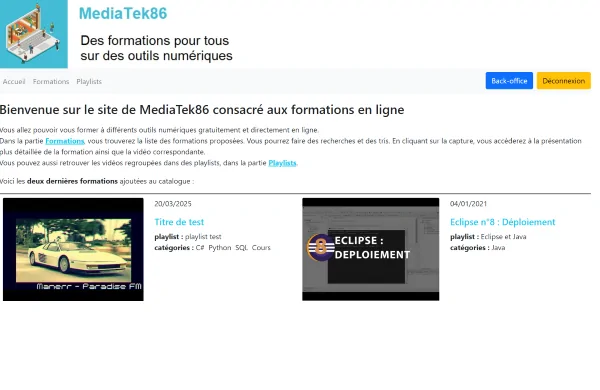 MediaTek86
Des formations pour tous
sur des outils numériques
Accueil Formations Playlists
Back-office Déconnexion
Bienvenue sur le site de MediaTek86 consacré aux formations en ligne
Vous allez pouvoir vous former à différents outils numériques gratuitement et directement en ligne.
Dans la partie Formations, vous trouverez la liste des formations proposées. Vous pourrez faire des recherches et des tris. En cliquant sur la capture, vous accèderez à la présentation
plus détaillée de la formation ainsi que la vidéo correspondante.
Vous pouvez aussi retrouver les vidéos regroupées dans des playlists, dans la partie Playlists.
Voici les deux dernières formations ajoutées au catalogue :
20/03/2025
Titre de test
playlist : playlist test
catégories : C# Python SQL Cours
Manerr - Paradise FM
04/01/2021
Eclipse n°8 : Déploiement
playlist : Eclipse et Java
catégories : Java
8 ECLIPSE :
DEPLOIEMENT